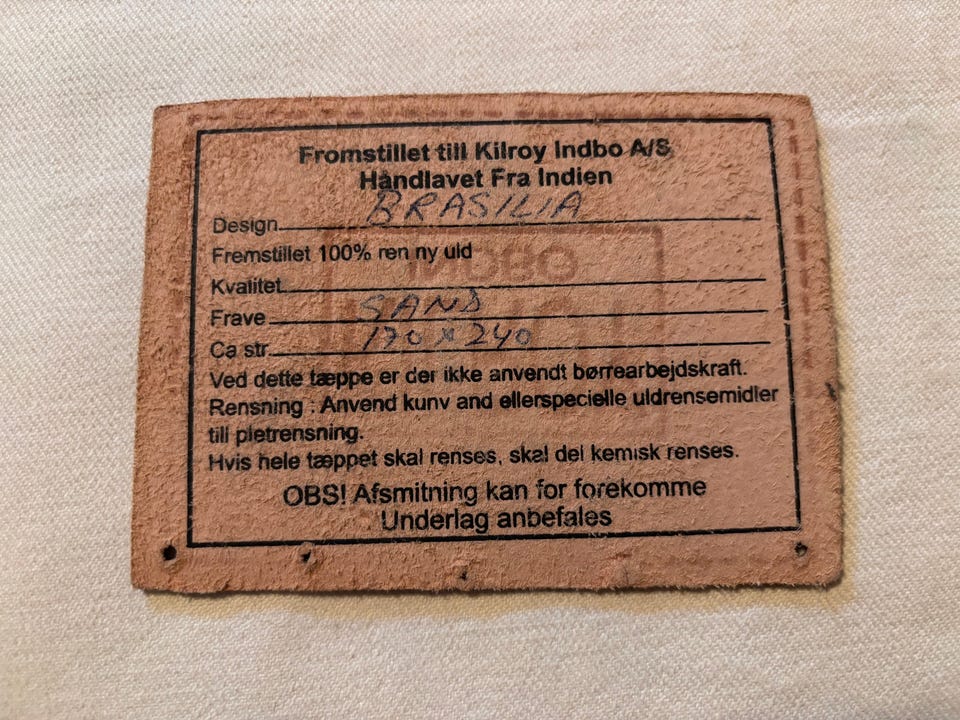 Fromstillet till Kilroy Indbo A/S
Håndlavet Fra Indien
Design BRASILIA
Fremstillet 100% ren ny uld
Kvalitet
Frave SAND
Ca str. 170 x 240
Ved dette tæppe er der ikke anvendt børrearbejdskraft.
Rensning : Anvend kunv and ellerspecielle uldrensemidler
till pletrensning.
Hvis hele tæppet skal renses, skal del kemisk renses.
OBS! Afsmitning kan for forekomme
Underlag anbefales